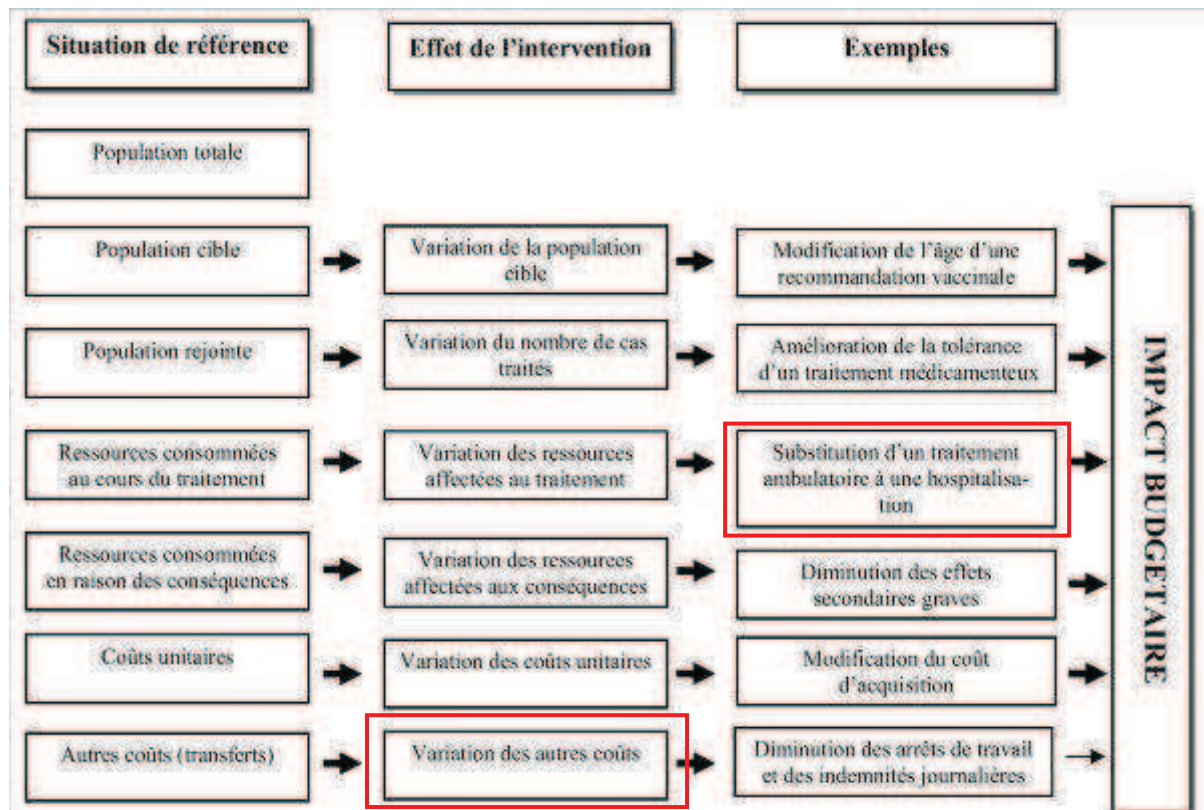 Situation de référence
Effet de l'intervention
Exemples
Population totale
Population cible
Variation de la population
cible
Modification de l'âge d'une
recommandation vaccinale
Population rejointe
Variation du nombre de cas
traités
Amélioration de la tolérance
d'un traitement médicamenteux
Ressources consommées
au cours du traitement
Variation des ressources
affectées au traitement
Substitution d'un traitement
ambulatoire à une hospitalisa-
tion
Ressources consommées
en raison des conséquences
Variation des ressources
affectées aux conséquences
Diminution des effets
secondaires graves
Coûts unitaires
Variation des coûts unitaires
Modification du coût
d'acquisition
Autres coûts (transferts)
Variation des autres coûts
Diminution des arrêts de travail
et des indemnités journalières
IMPACT BUDGETAIRE